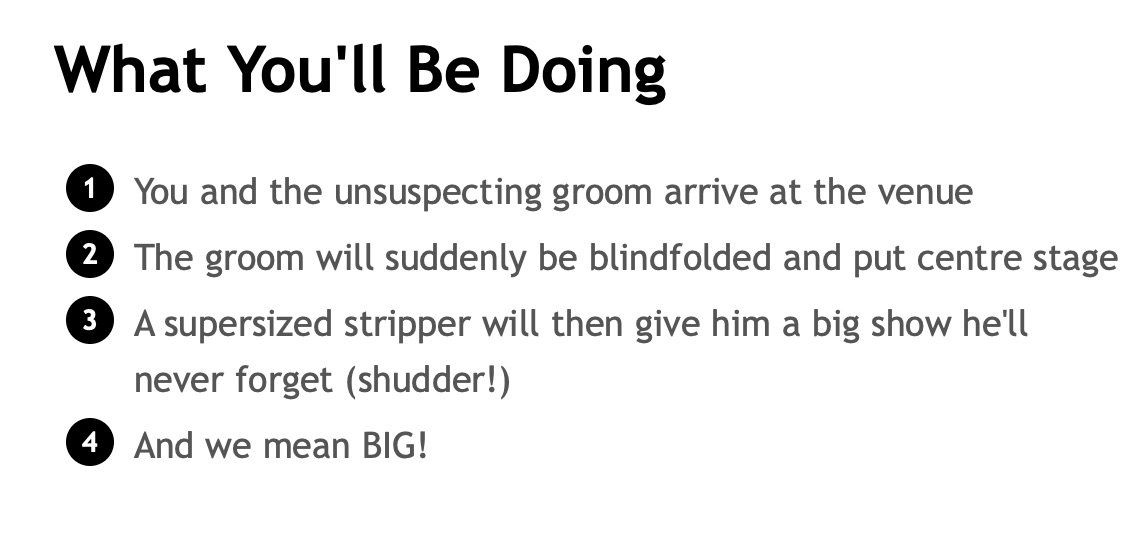 What You'll Be Doing
1 You and the unsuspecting groom arrive at the venue
2 The groom will suddenly be blindfolded and put centre stage
3 A supersized stripper will then give him a big show he'll
never forget (shudder!)
4 And we mean BIG!